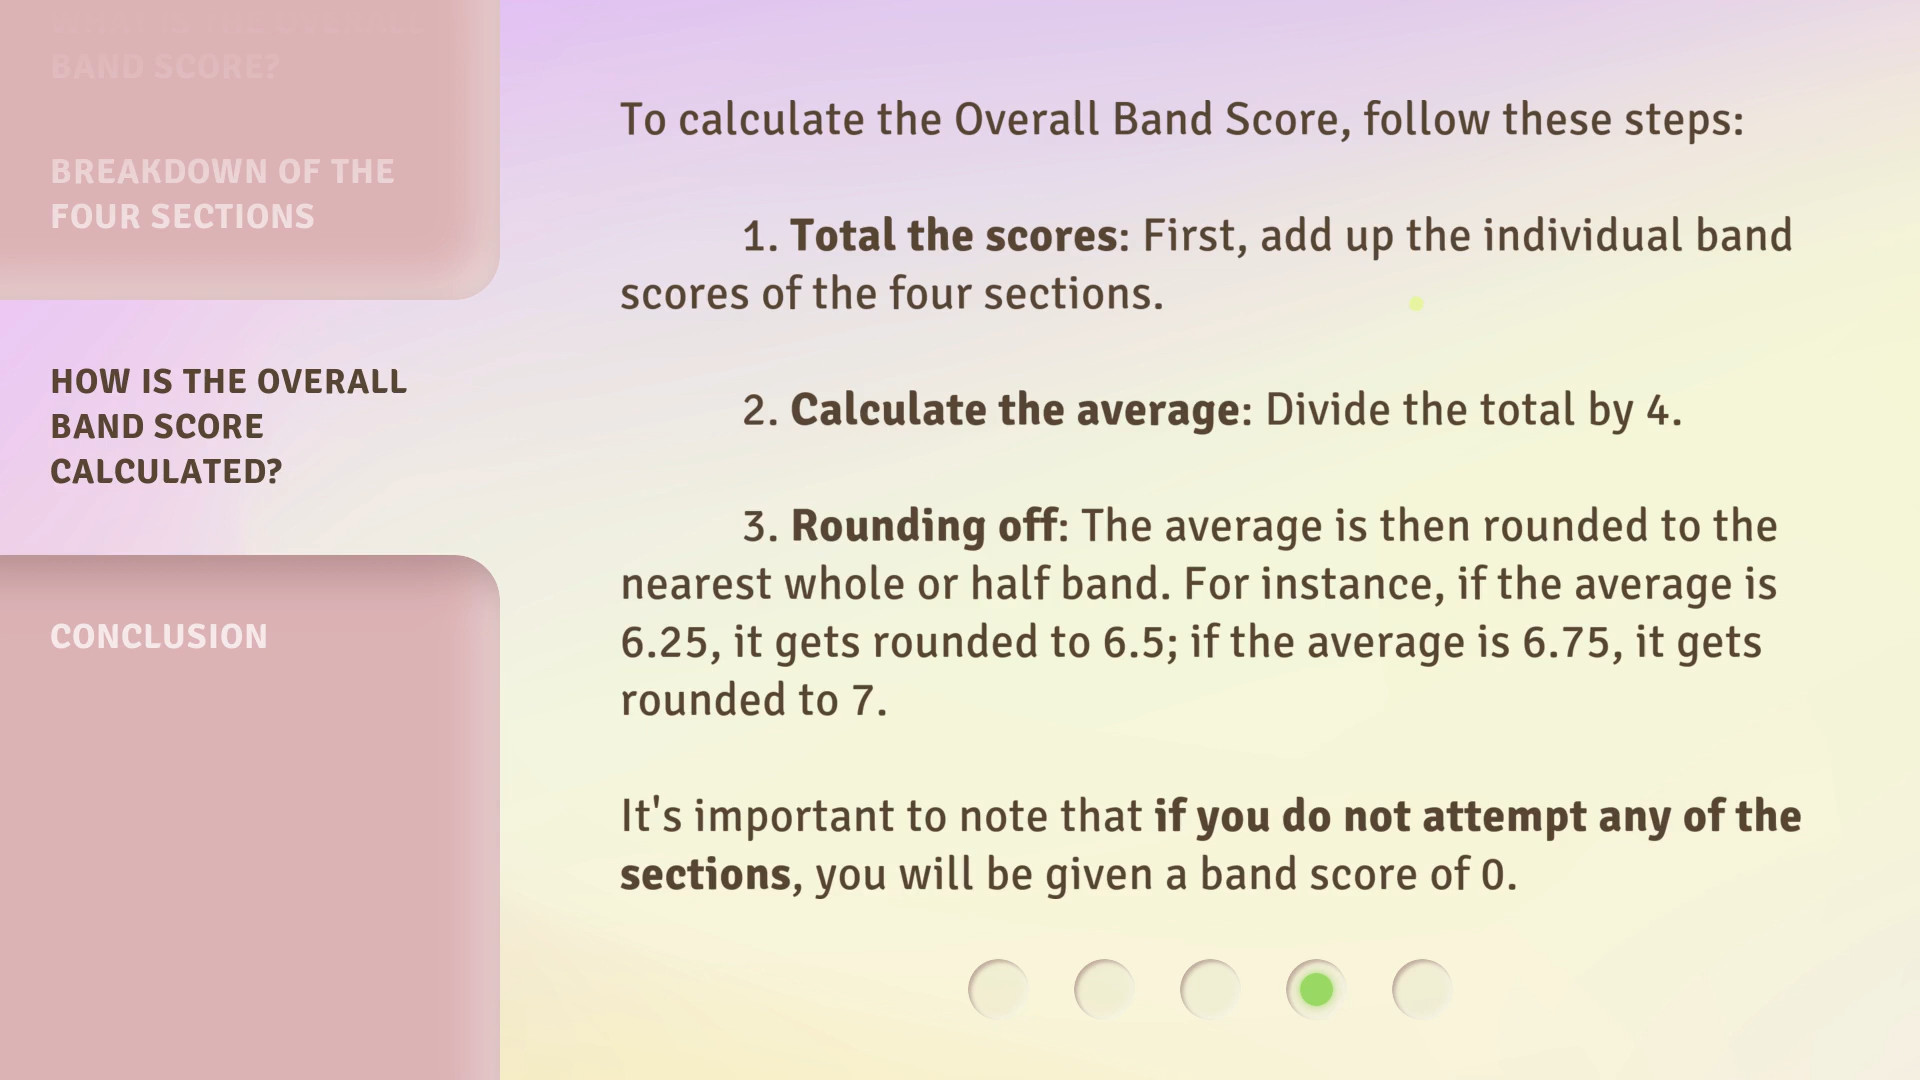 WHAT IS THE OVERALL
BAND SCORE?
BREAKDOWN OF THE
FOUR SECTIONS
HOW IS THE OVERALL
BAND SCORE
CALCULATED?
CONCLUSION
To calculate the Overall Band Score, follow these steps:
1. Total the scores: First, add up the individual band
scores of the four sections.
2. Calculate the average: Divide the total by 4.
3. Rounding off: The average is then rounded to the
nearest whole or half band. For instance, if the average is
6.25, it gets rounded to 6.5; if the average is 6.75, it gets
rounded to 7.
It's important to note that if you do not attempt any of the
sections, you will be given a band score of 0.